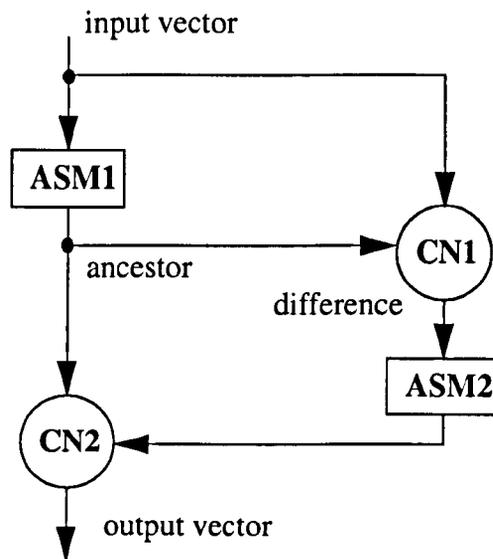 input vector
ASM1
CN1
ancestor
difference
ASM2
CN2
output vector